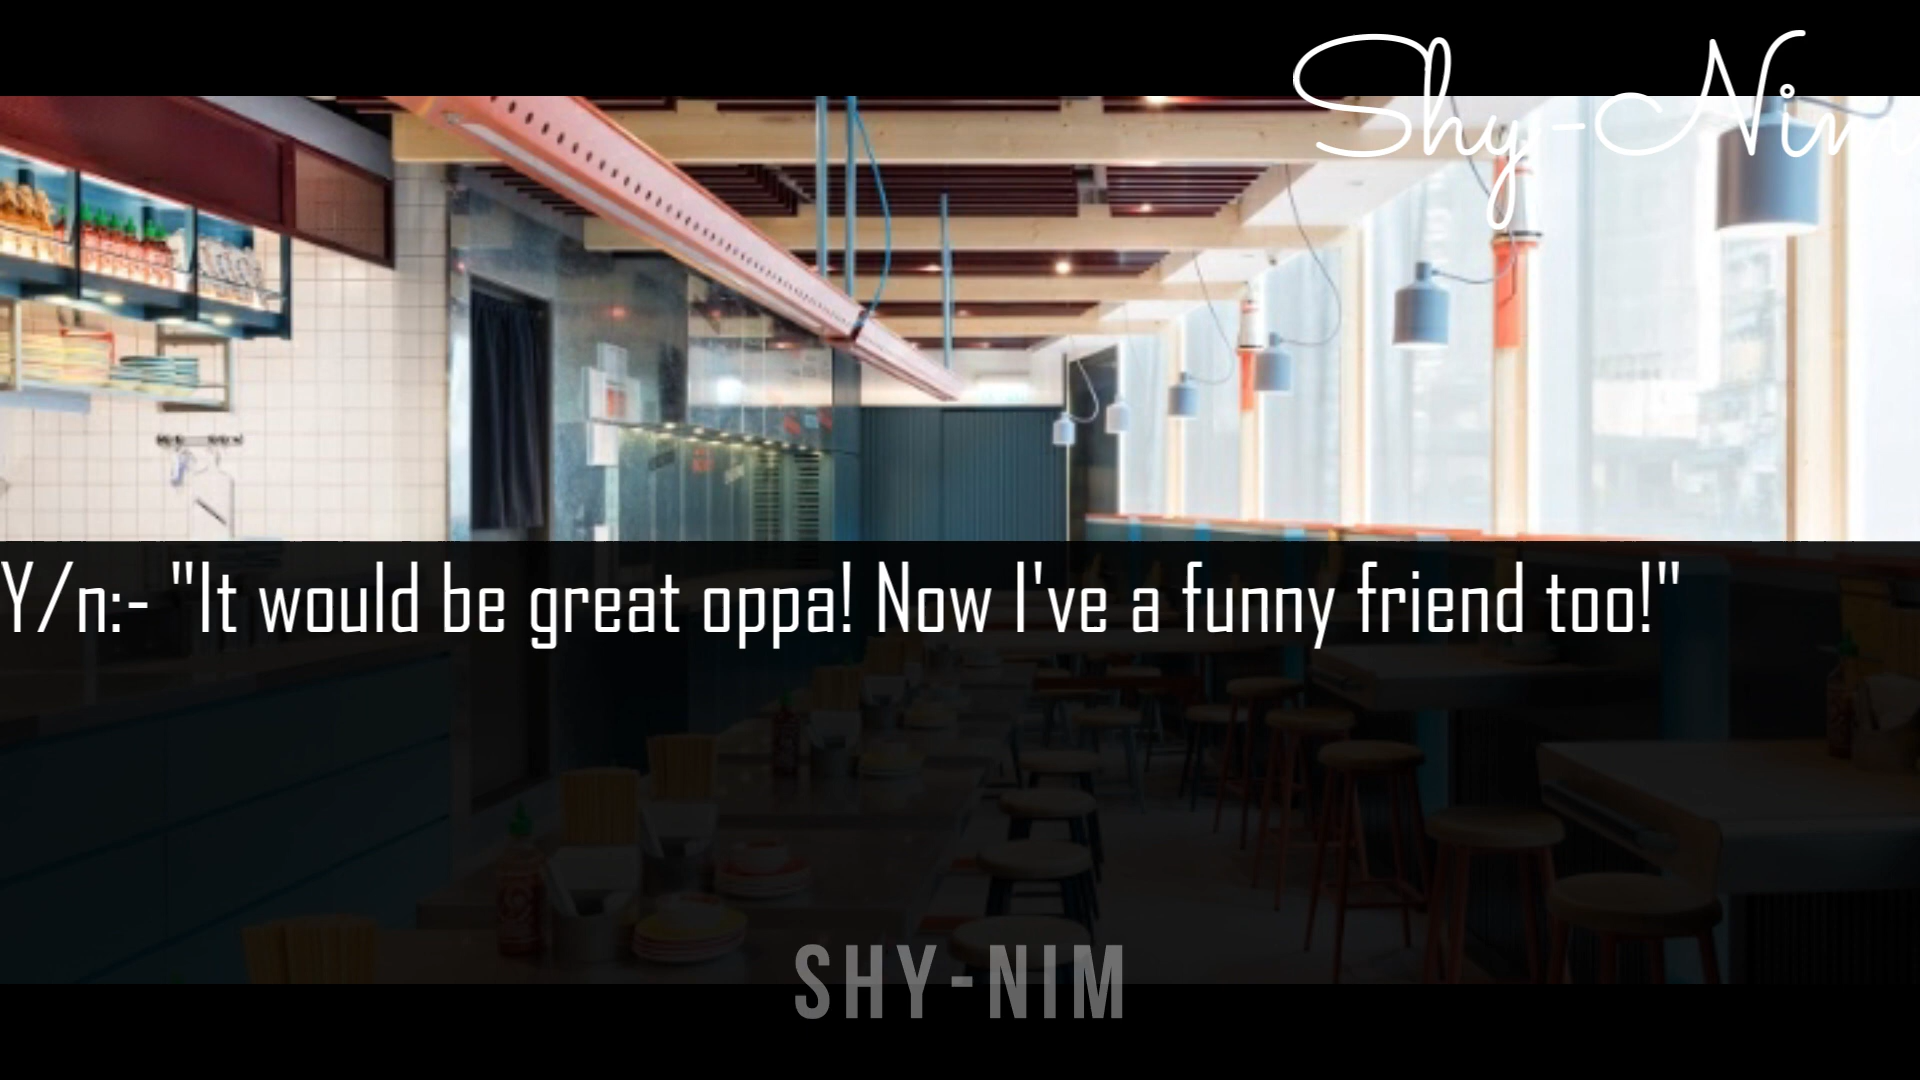 Shy-Nim
Y/n:- "It would be great oppa! Now I've a funny friend too!"
SHY-NIM